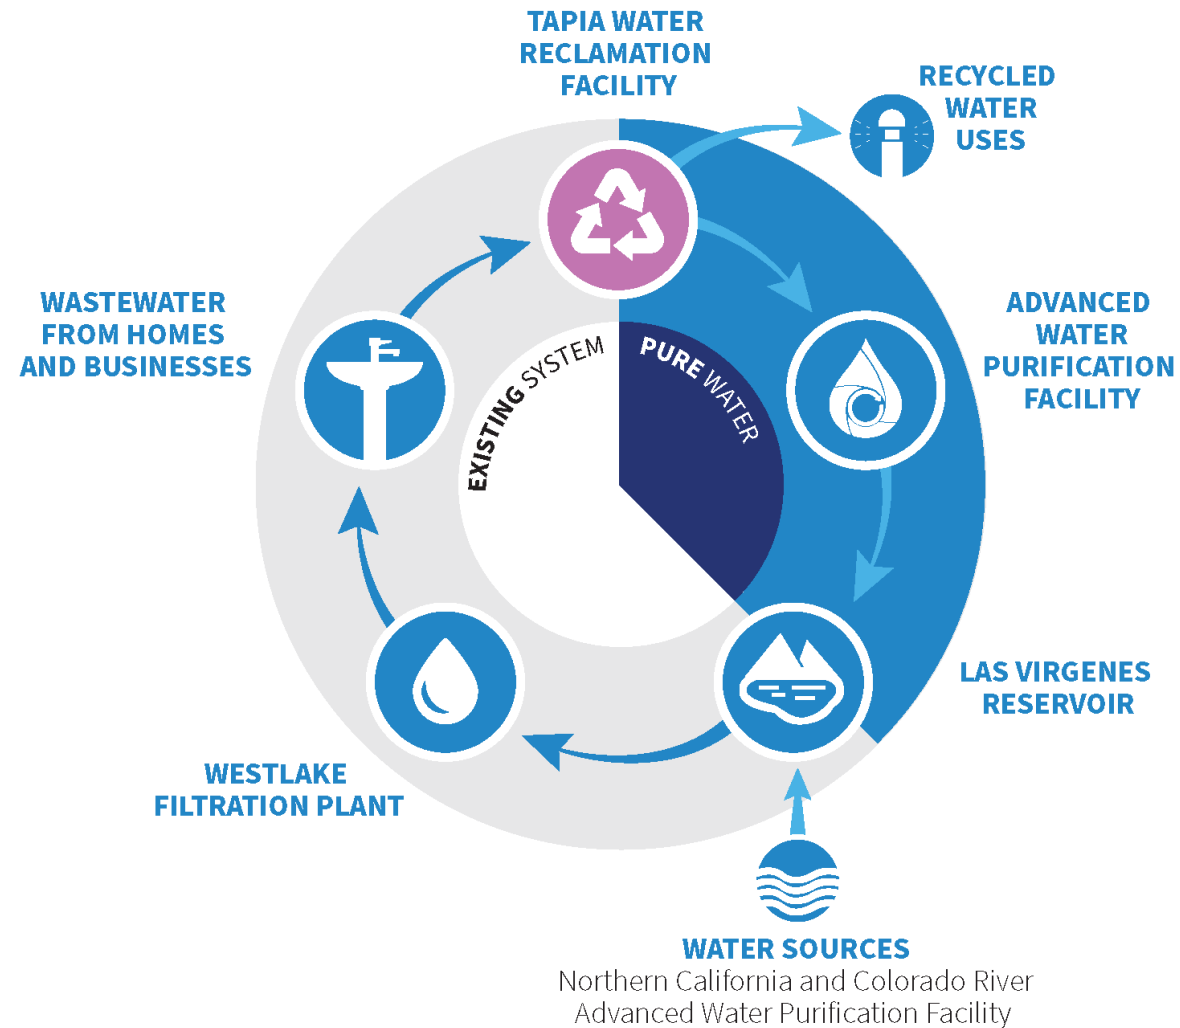 TAPIA WATER
RECLAMATION
FACILITY
RECYCLED
WATER
USES
WASTEWATER
FROM HOMES
AND BUSINESSES
ADVANCED
WATER
PURIFICATION
FACILITY
EXISTING SYSTEM
PURE WATER
LAS VIRGENES
RESERVOIR
WESTLAKE
FILTRATION PLANT
WATER SOURCES
Northern California and Colorado River
Advanced Water Purification Facility